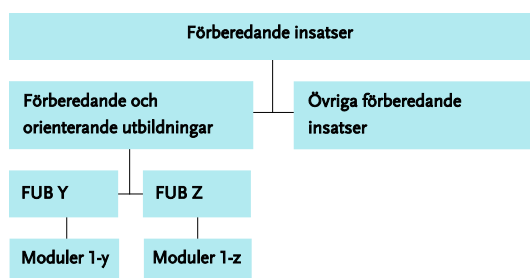 Förberedande insatser
Förberedande och
orienterande utbildningar
Övriga förberedande
insatser
FUB Y
FUB Z
Moduler 1-y
Moduler 1-z